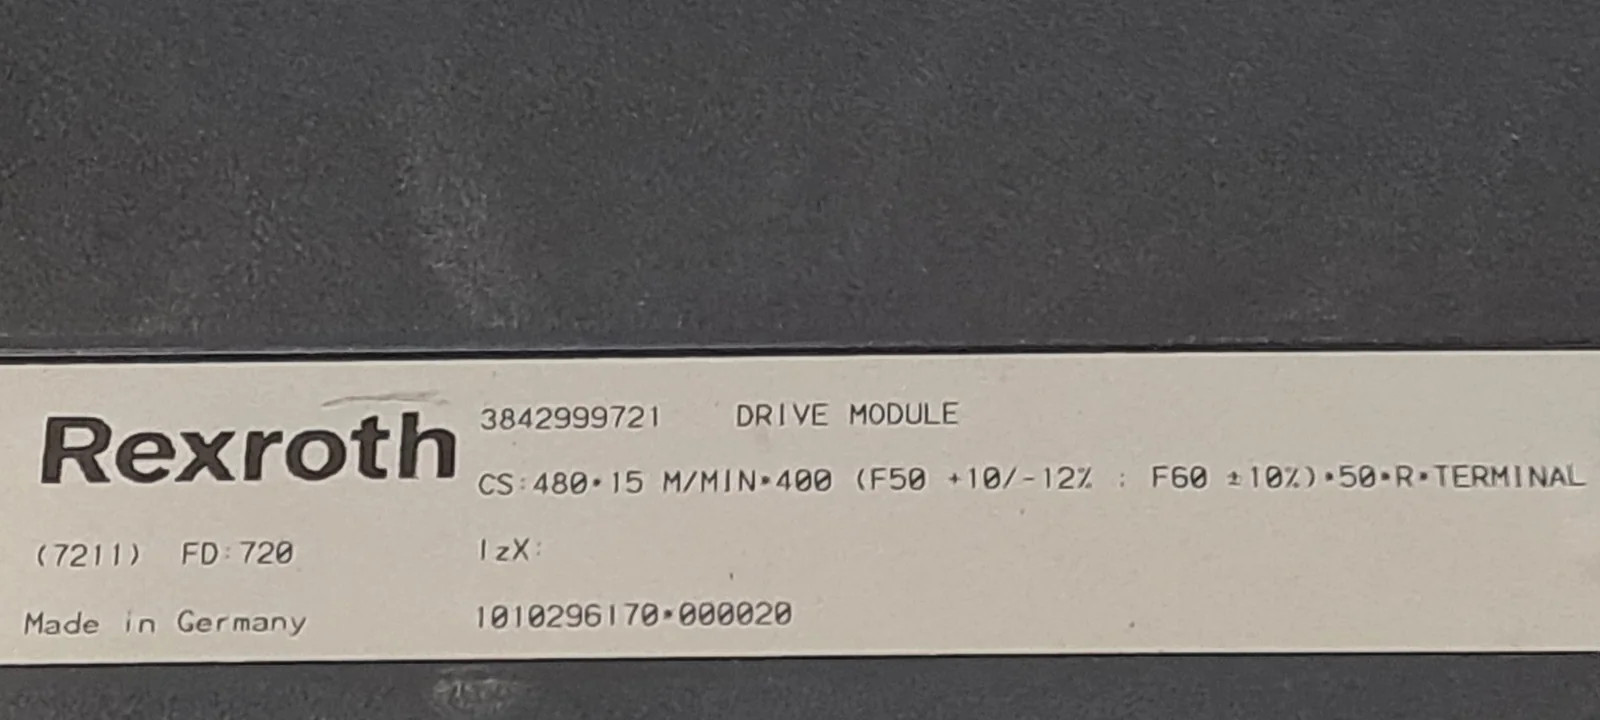 Rexroth 3842999721 DRIVE MODULE
CS:480•15 M/MIN•400 (F50 +10/-12% : F60 ±10%)•50•R•TERMINAL
(7211) FD:720 IzX:
Made in Germany 1010296170•000020